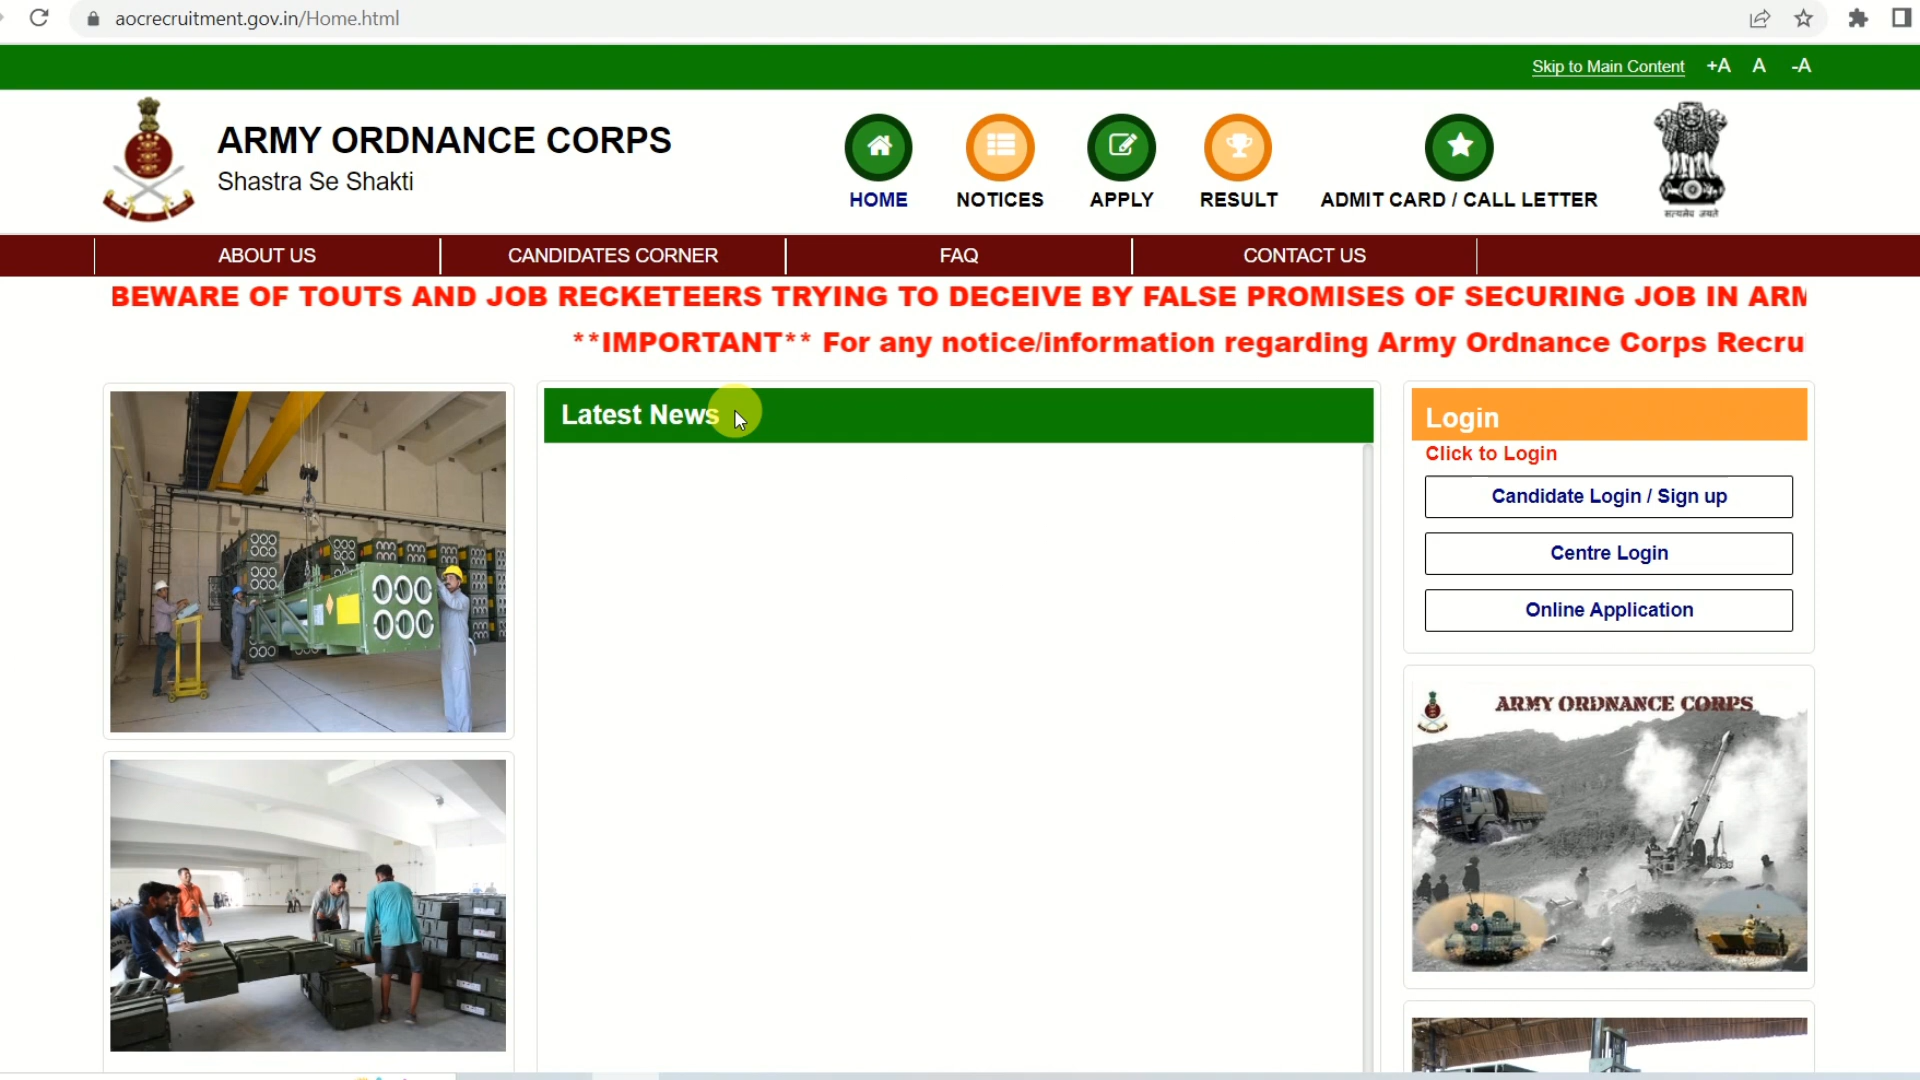 aocrecruitment.gov.in/Home.html
Skip to Main Content +A A -A
ARMY ORDNANCE CORPS
Shastra Se Shakti
HOME NOTICES APPLY RESULT ADMIT CARD / CALL LETTER
सत्यमेव जयते
ABOUT US CANDIDATES CORNER FAQ CONTACT US
BEWARE OF TOUTS AND JOB RECKETEERS TRYING TO DECEIVE BY FALSE PROMISES OF SECURING JOB IN ARM
**IMPORTANT** For any notice/information regarding Army Ordnance Corps Recru
Latest News
Login
Click to Login
Candidate Login / Sign up
Centre Login
Online Application
ARMY ORDNANCE CORPS